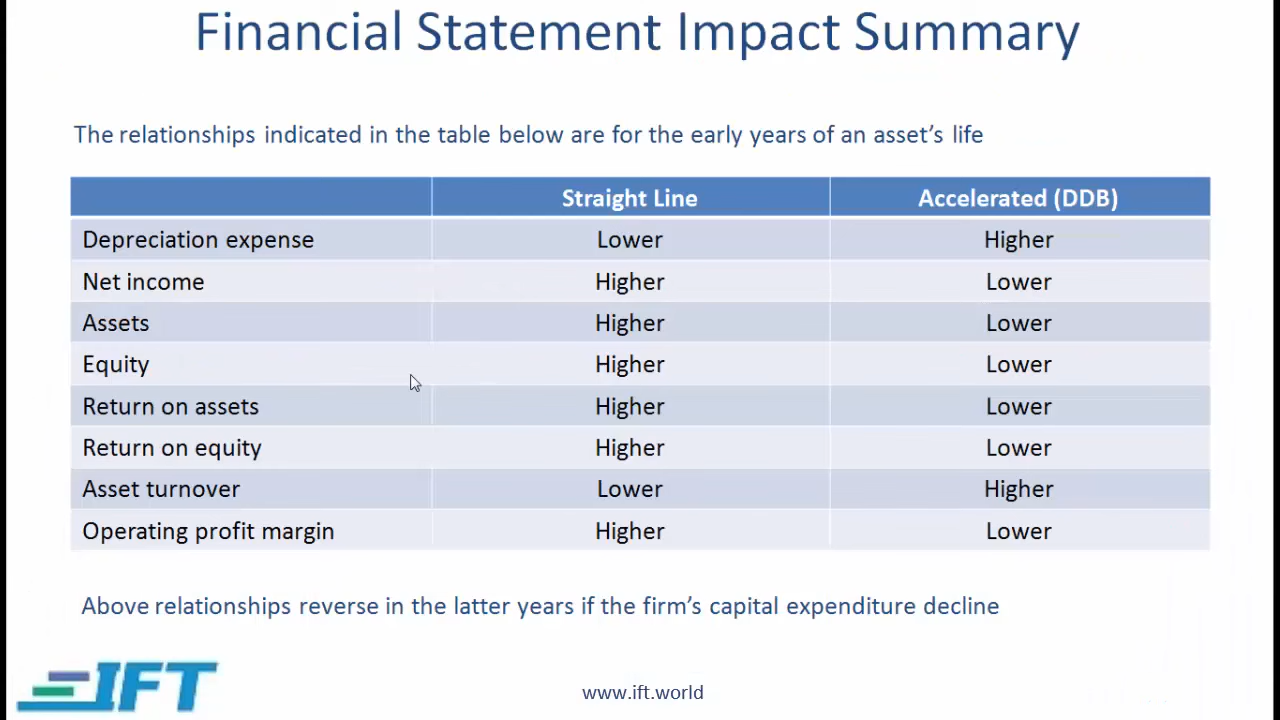 Financial Statement Impact Summary
The relationships indicated in the table below are for the early years of an asset's life
Straight Line Accelerated (DDB)
Depreciation expense Lower Higher
Net income Higher Lower
Assets Higher Lower
Equity Higher Lower
Return on assets Higher Lower
Return on equity Higher Lower
Asset turnover Lower Higher
Operating profit margin Higher Lower
Above relationships reverse in the latter years if the firm's capital expenditure decline
IFT
www.ift.world